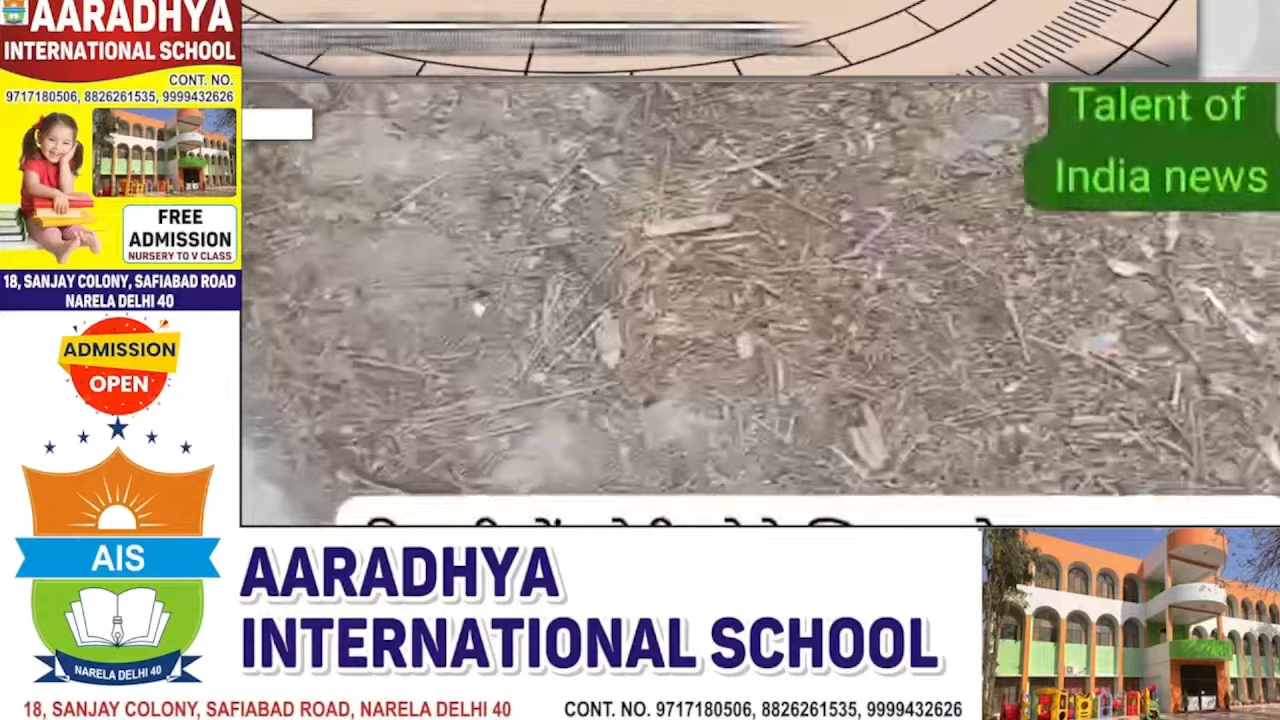 AARADHYA
INTERNATIONAL SCHOOL
CONT. NO.
9717180506, 8826261535, 9999432626
FREE
ADMISSION
NURSERY TO V CLASS
18, SANJAY COLONY, SAFIABAD ROAD
NARELA DELHI 40
Talent of
India news
ADMISSION
OPEN
AIS
NARELA DELHI 40
AARADHYA
INTERNATIONAL SCHOOL
18, SANJAY COLONY, SAFIABAD ROAD, NARELA DELHI 40
CONT. NO. 9717180506, 8826261535, 9999432626